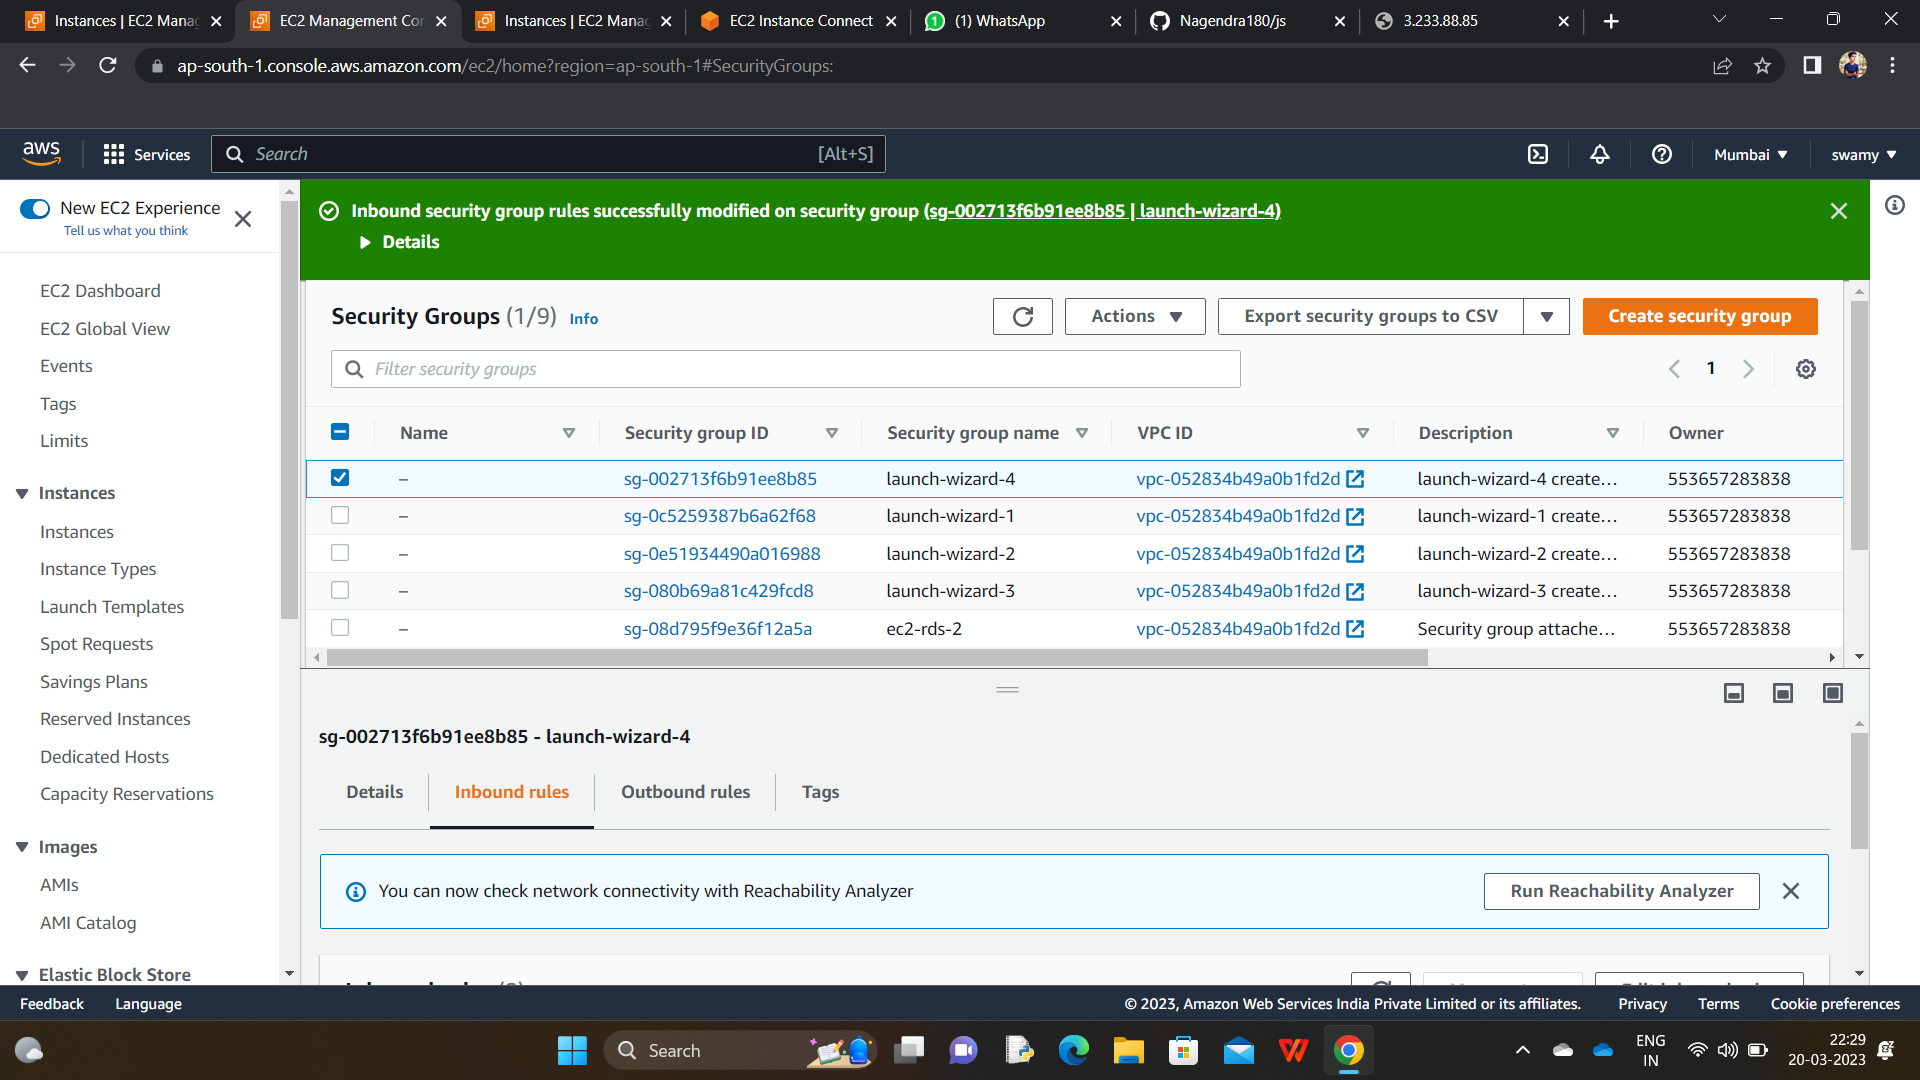 Instances | EC2 Manag
EC2 Management Con
Instances | EC2 Manag
EC2 Instance Connect
(1) WhatsApp
Nagendra180/js
3.233.88.85
ap-south-1.console.aws.amazon.com/ec2/home?region=ap-south-1#SecurityGroups:
aws
Services
Search
[Alt+S]
Mumbai
swamy
New EC2 Experience
Tell us what you think
EC2 Dashboard
EC2 Global View
Events
Tags
Limits
Instances
Instances
Instance Types
Launch Templates
Spot Requests
Savings Plans
Reserved Instances
Dedicated Hosts
Capacity Reservations
Images
AMIs
AMI Catalog
Elastic Block Store
Inbound security group rules successfully modified on security group (sg-002713f6b91ee8b85 | launch-wizard-4)
Details
Security Groups (1/9) Info
Actions
Export security groups to CSV
Create security group
Filter security groups
1
Name Security group ID Security group name VPC ID Description Owner
– sg-002713f6b91ee8b85 launch-wizard-4 vpc-052834b49a0b1fd2d launch-wizard-4 create... 553657283838
– sg-0c5259387b6a62f68 launch-wizard-1 vpc-052834b49a0b1fd2d launch-wizard-1 create... 553657283838
– sg-0e51934490a016988 launch-wizard-2 vpc-052834b49a0b1fd2d launch-wizard-2 create... 553657283838
– sg-080b69a81c429fcd8 launch-wizard-3 vpc-052834b49a0b1fd2d launch-wizard-3 create... 553657283838
– sg-08d795f9e36f12a5a ec2-rds-2 vpc-052834b49a0b1fd2d Security group attache... 553657283838
sg-002713f6b91ee8b85 - launch-wizard-4
Details
Inbound rules
Outbound rules
Tags
You can now check network connectivity with Reachability Analyzer
Run Reachability Analyzer
Feedback
Language
© 2023, Amazon Web Services India Private Limited or its affiliates.
Privacy
Terms
Cookie preferences
Search
ENG
IN
22:29
20-03-2023